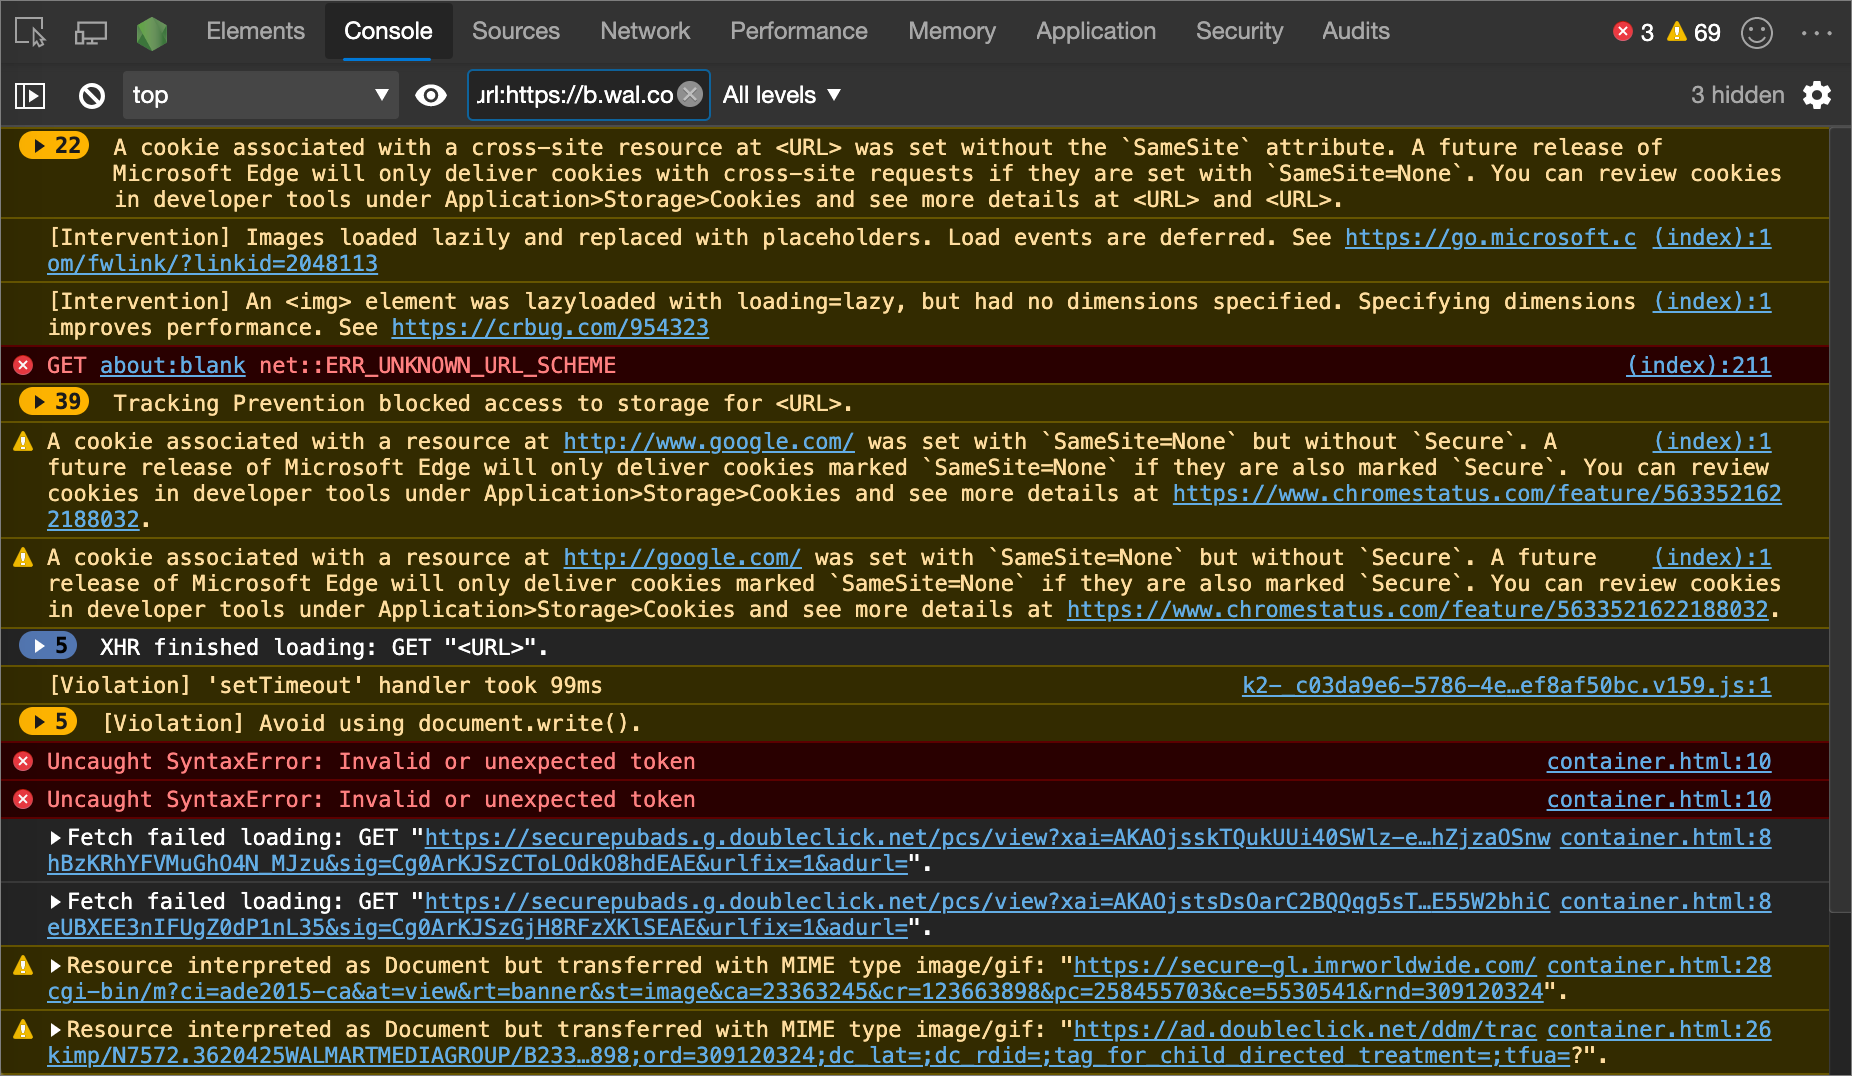 Elements Console Sources Network Performance Memory Application Security Audits 3 69
top url:https://b.wal.co All levels 3 hidden
22 A cookie associated with a cross-site resource at <URL> was set without the `SameSite` attribute. A future release of
Microsoft Edge will only deliver cookies with cross-site requests if they are set with `SameSite=None`. You can review cookies
in developer tools under Application>Storage>Cookies and see more details at <URL> and <URL>.
[Intervention] Images loaded lazily and replaced with placeholders. Load events are deferred. See https://go.microsoft.c (index):1
om/fwlink/?linkid=2048113
[Intervention] An <img> element was lazyloaded with loading=lazy, but had no dimensions specified. Specifying dimensions (index):1
improves performance. See https://crbug.com/954323
GET about:blank net::ERR_UNKNOWN_URL_SCHEME (index):211
39 Tracking Prevention blocked access to storage for <URL>.
A cookie associated with a resource at http://www.google.com/ was set with `SameSite=None` but without `Secure`. A (index):1
future release of Microsoft Edge will only deliver cookies marked `SameSite=None` if they are also marked `Secure`. You can review
cookies in developer tools under Application>Storage>Cookies and see more details at https://www.chromestatus.com/feature/563352162
2188032.
A cookie associated with a resource at http://google.com/ was set with `SameSite=None` but without `Secure`. A future (index):1
release of Microsoft Edge will only deliver cookies marked `SameSite=None` if they are also marked `Secure`. You can review cookies
in developer tools under Application>Storage>Cookies and see more details at https://www.chromestatus.com/feature/5633521622188032.
5 XHR finished loading: GET "<URL>".
[Violation] 'setTimeout' handler took 99ms k2-_c03da9e6-5786-4e…ef8af50bc.v159.js:1
5 [Violation] Avoid using document.write().
Uncaught SyntaxError: Invalid or unexpected token container.html:10
Uncaught SyntaxError: Invalid or unexpected token container.html:10
Fetch failed loading: GET "https://securepubads.g.doubleclick.net/pcs/view?xai=AKAOjsskTQukUUi40SWlz-e…hZjzaOSnw container.html:8
hBzKRhYFVMuGhO4N_MJzu&sig=Cg0ArKJSzCToLOdkO8hdEAE&urlfix=1&adurl=".
Fetch failed loading: GET "https://securepubads.g.doubleclick.net/pcs/view?xai=AKAOjstsDsOarC2BQQqg5sT…E55W2bhiC container.html:8
eUBXEE3nIFUgZ0dP1nL35&sig=Cg0ArKJSzGjH8RFzXKlSEAE&urlfix=1&adurl=".
Resource interpreted as Document but transferred with MIME type image/gif: "https://secure-gl.imrworldwide.com/ container.html:28
cgi-bin/m?ci=ade2015-ca&at=view&rt=banner&st=image&ca=23363245&cr=123663898&pc=258455703&ce=5530541&rnd=309120324".
Resource interpreted as Document but transferred with MIME type image/gif: "https://ad.doubleclick.net/ddm/trac container.html:26
kimp/N7572.3620425WALMARTMEDIAGROUP/B233…898;ord=309120324;dc_lat=;dc_rdid=;tag_for_child_directed_treatment=;tfua=?".